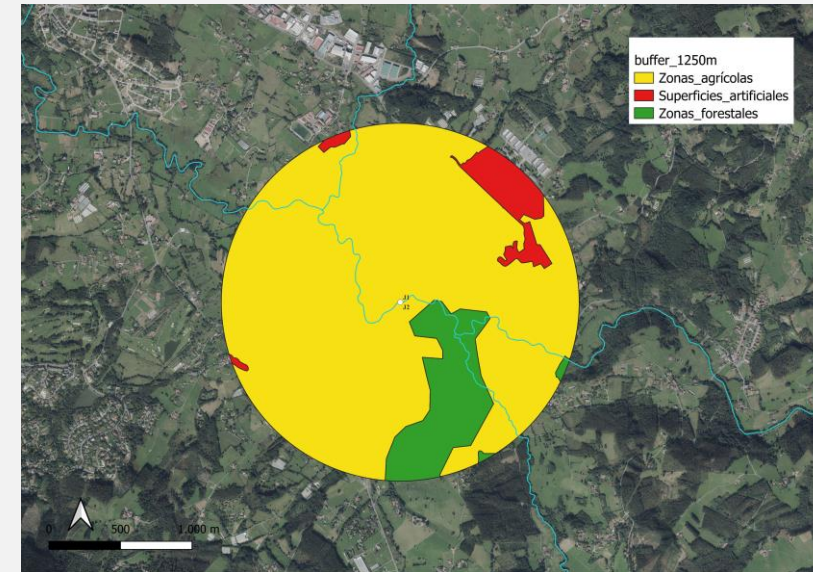 buffer_1250m
Zonas_agrícolas
Superficies_artificiales
Zonas_forestales
0 500 1.000 m